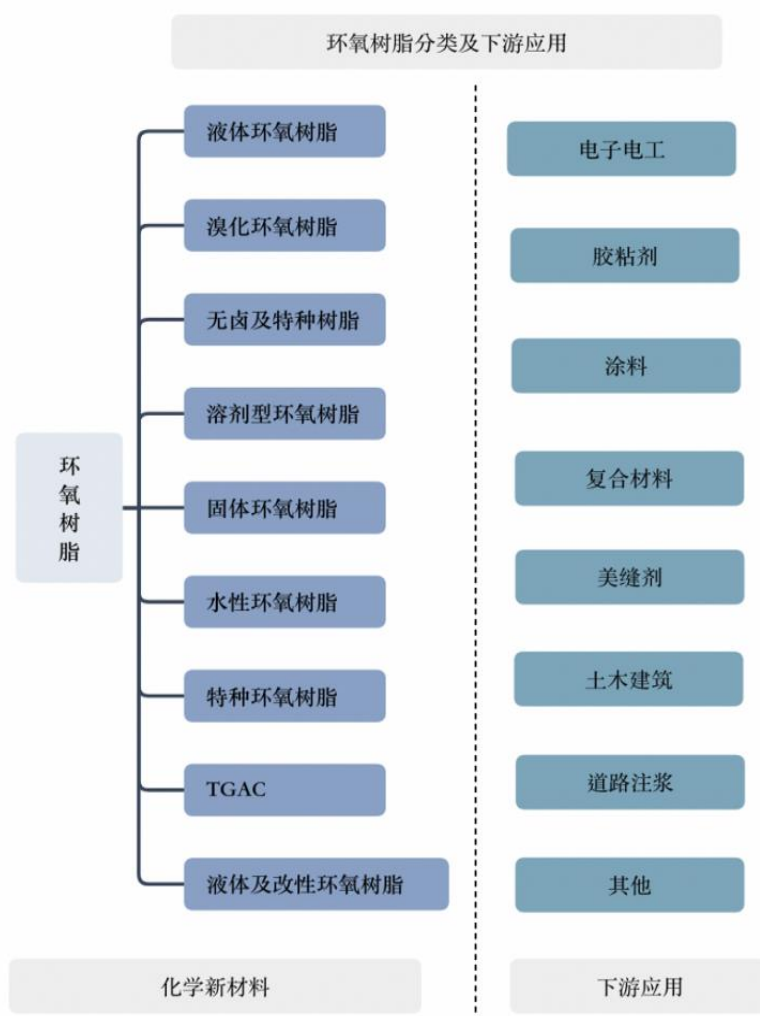 环氧树脂分类及下游应用
环氧树脂
液体环氧树脂
溴化环氧树脂
无卤及特种树脂
溶剂型环氧树脂
固体环氧树脂
水性环氧树脂
特种环氧树脂
TGAC
液体及改性环氧树脂
化学新材料
电子电工
胶粘剂
涂料
复合材料
美缝剂
土木建筑
道路注浆
其他
下游应用